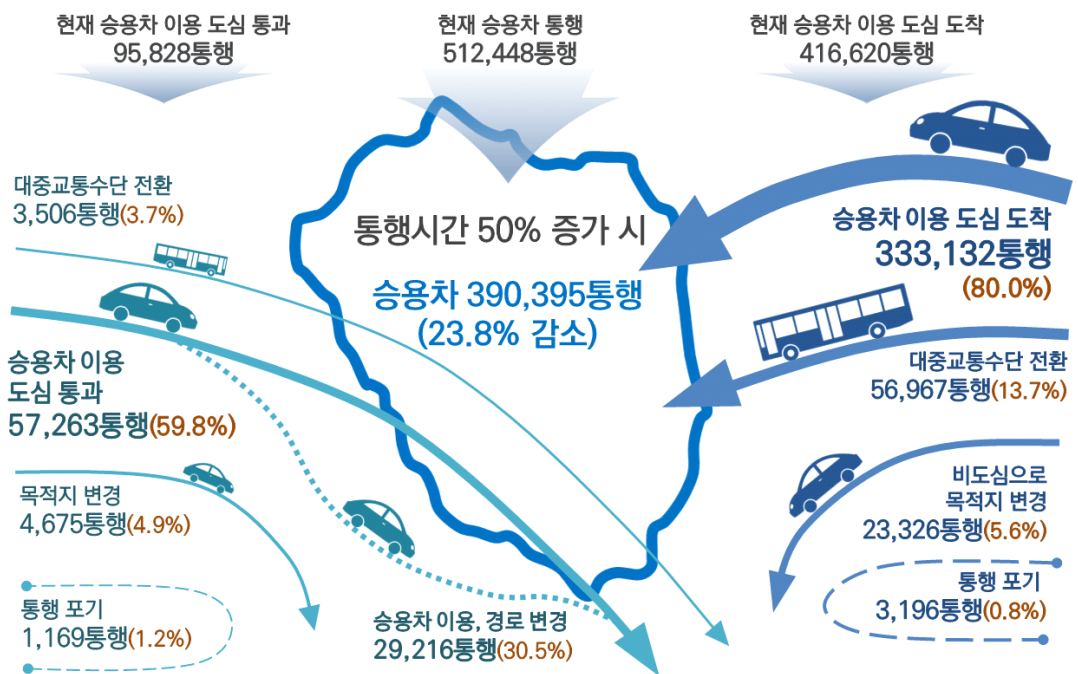 현재 승용차 이용 도심 통과
95,828통행
현재 승용차 통행
512,448통행
현재 승용차 이용 도심 도착
416,620통행
대중교통수단 전환
3,506통행(3.7%)
통행시간 50% 증가 시
승용차 390,395통행
(23.8% 감소)
승용차 이용 도심 도착
333,132통행
(80.0%)
승용차 이용
도심 통과
57,263통행(59.8%)
대중교통수단 전환
56,967통행(13.7%)
목적지 변경
4,675통행(4.9%)
비도심으로
목적지 변경
23,326통행(5.6%)
통행 포기
1,169통행(1.2%)
승용차 이용, 경로 변경
29,216통행(30.5%)
통행 포기
3,196통행(0.8%)